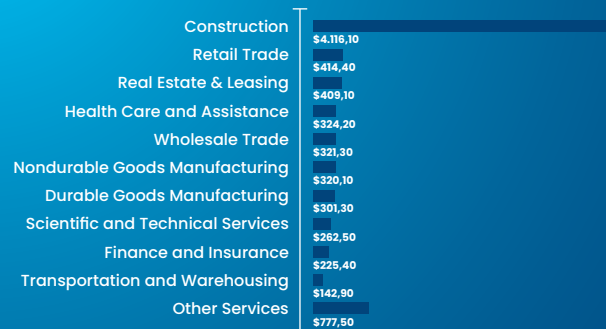 Construction
$4.116,10
Retail Trade
$414,40
Real Estate & Leasing
$409,10
Health Care and Assistance
$324,20
Wholesale Trade
$321,30
Nondurable Goods Manufacturing
$320,10
Durable Goods Manufacturing
$301,30
Scientific and Technical Services
$262,50
Finance and Insurance
$225,40
Transportation and Warehousing
$142,90
Other Services
$777,50